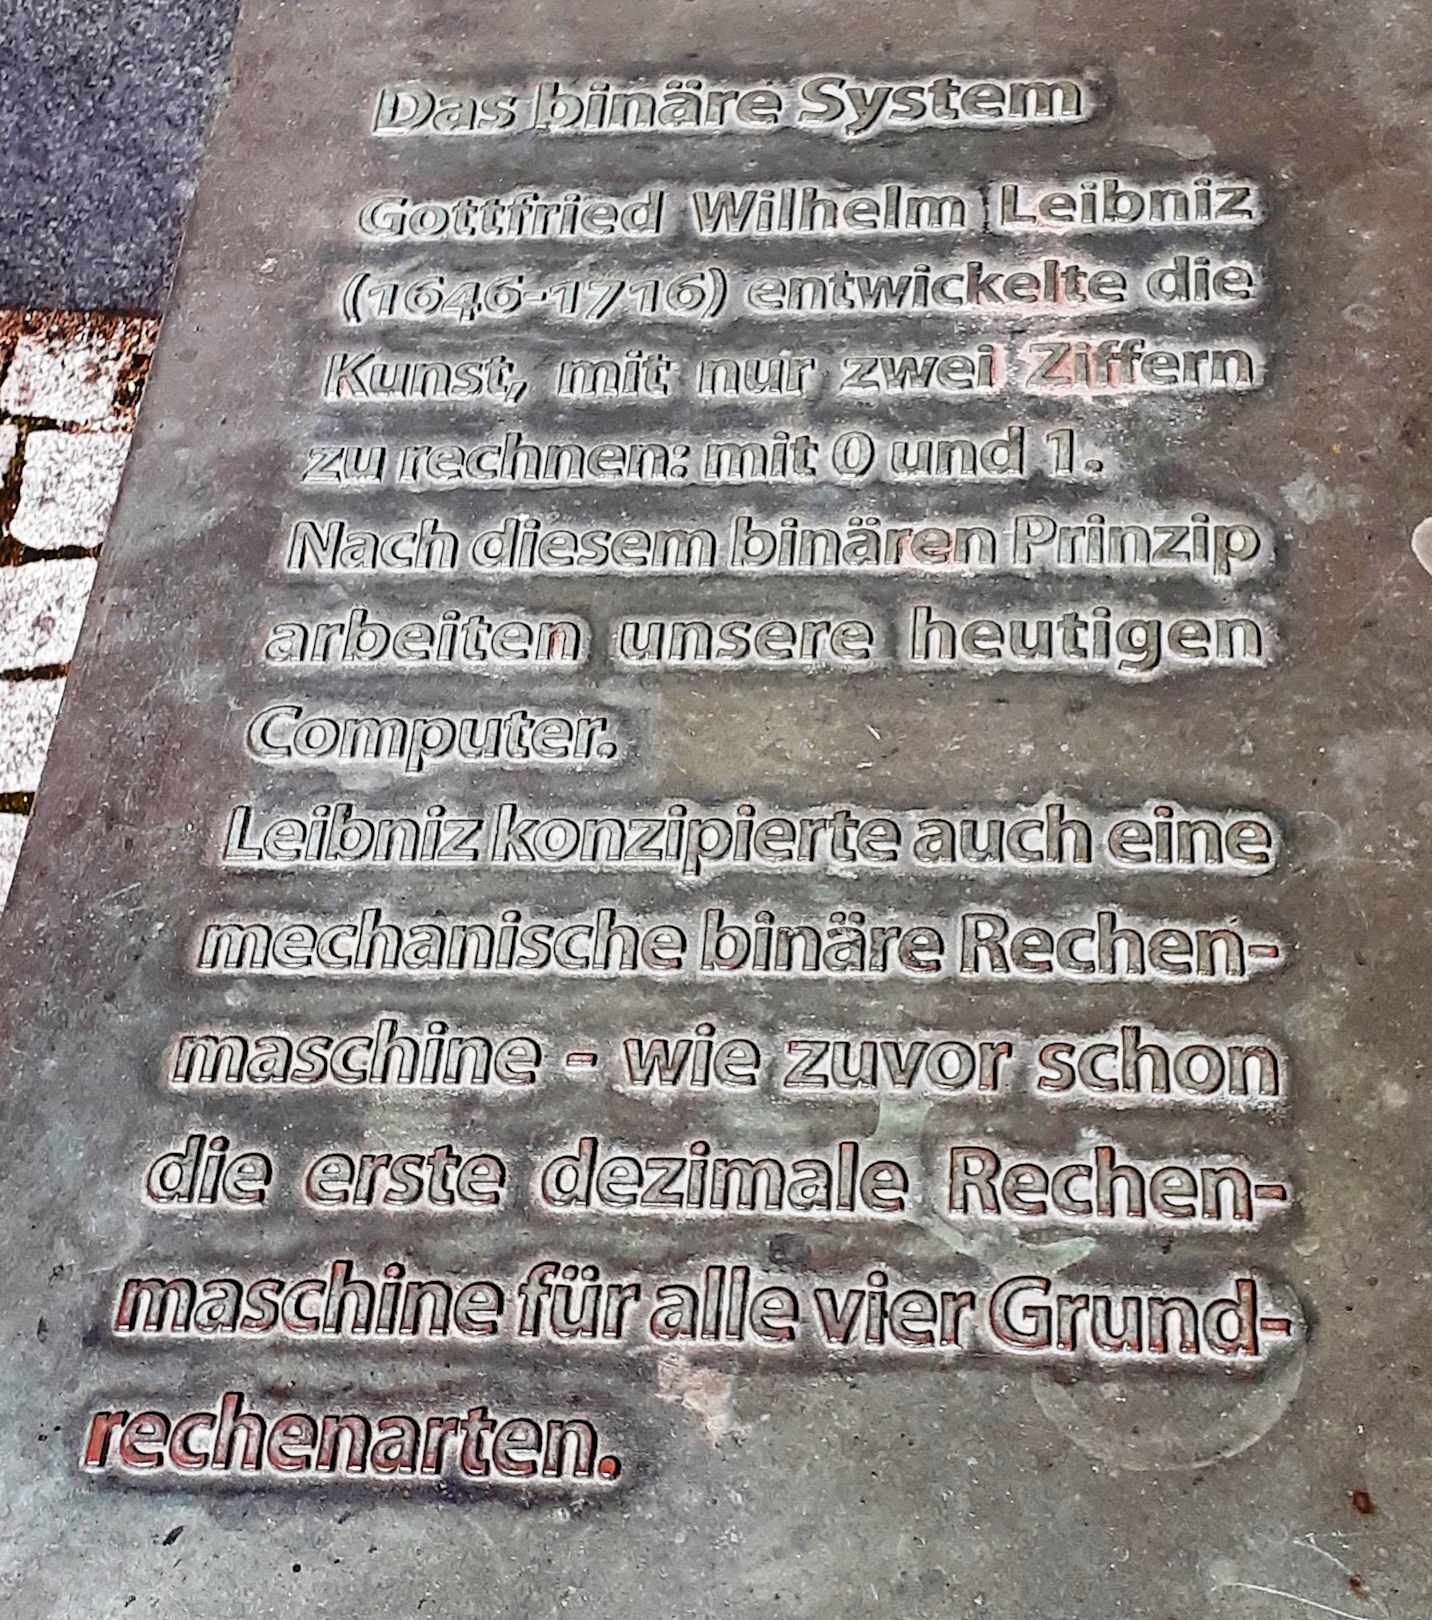 Das binäre System
Gottfried Wilhelm Leibniz
(1646-1716) entwickelte die
Kunst, mit nur zwei Ziffern
zu rechnen: mit 0 und 1.
Nach diesem binären Prinzip
arbeiten unsere heutigen
Computer.
Leibniz konzipierte auch eine
mechanische binäre Rechen-
maschine - wie zuvor schon
die erste dezimale Rechen-
maschine für alle vier Grund-
rechenarten.